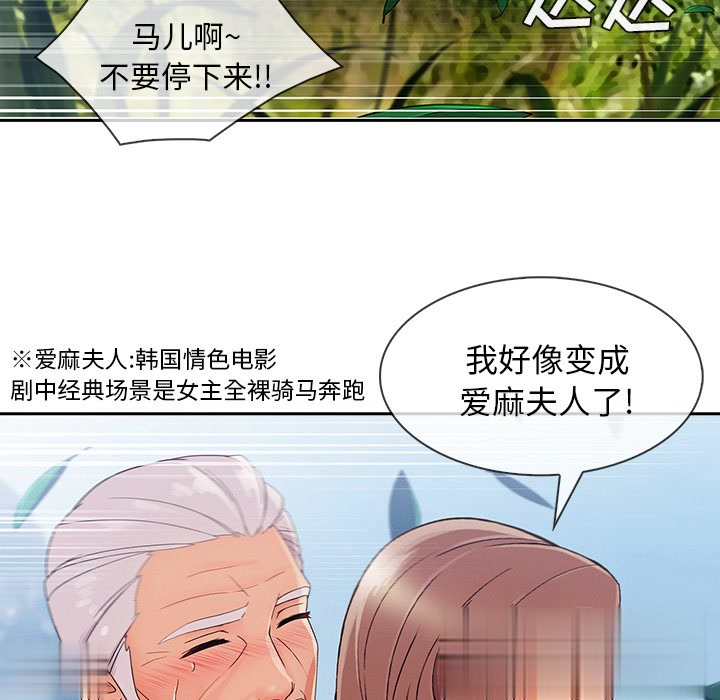 马儿啊~
不要停下来!!
※爱麻夫人:韩国情色电影
剧中经典场景是女主全裸骑马奔跑
我好像变成
爱麻夫人了!